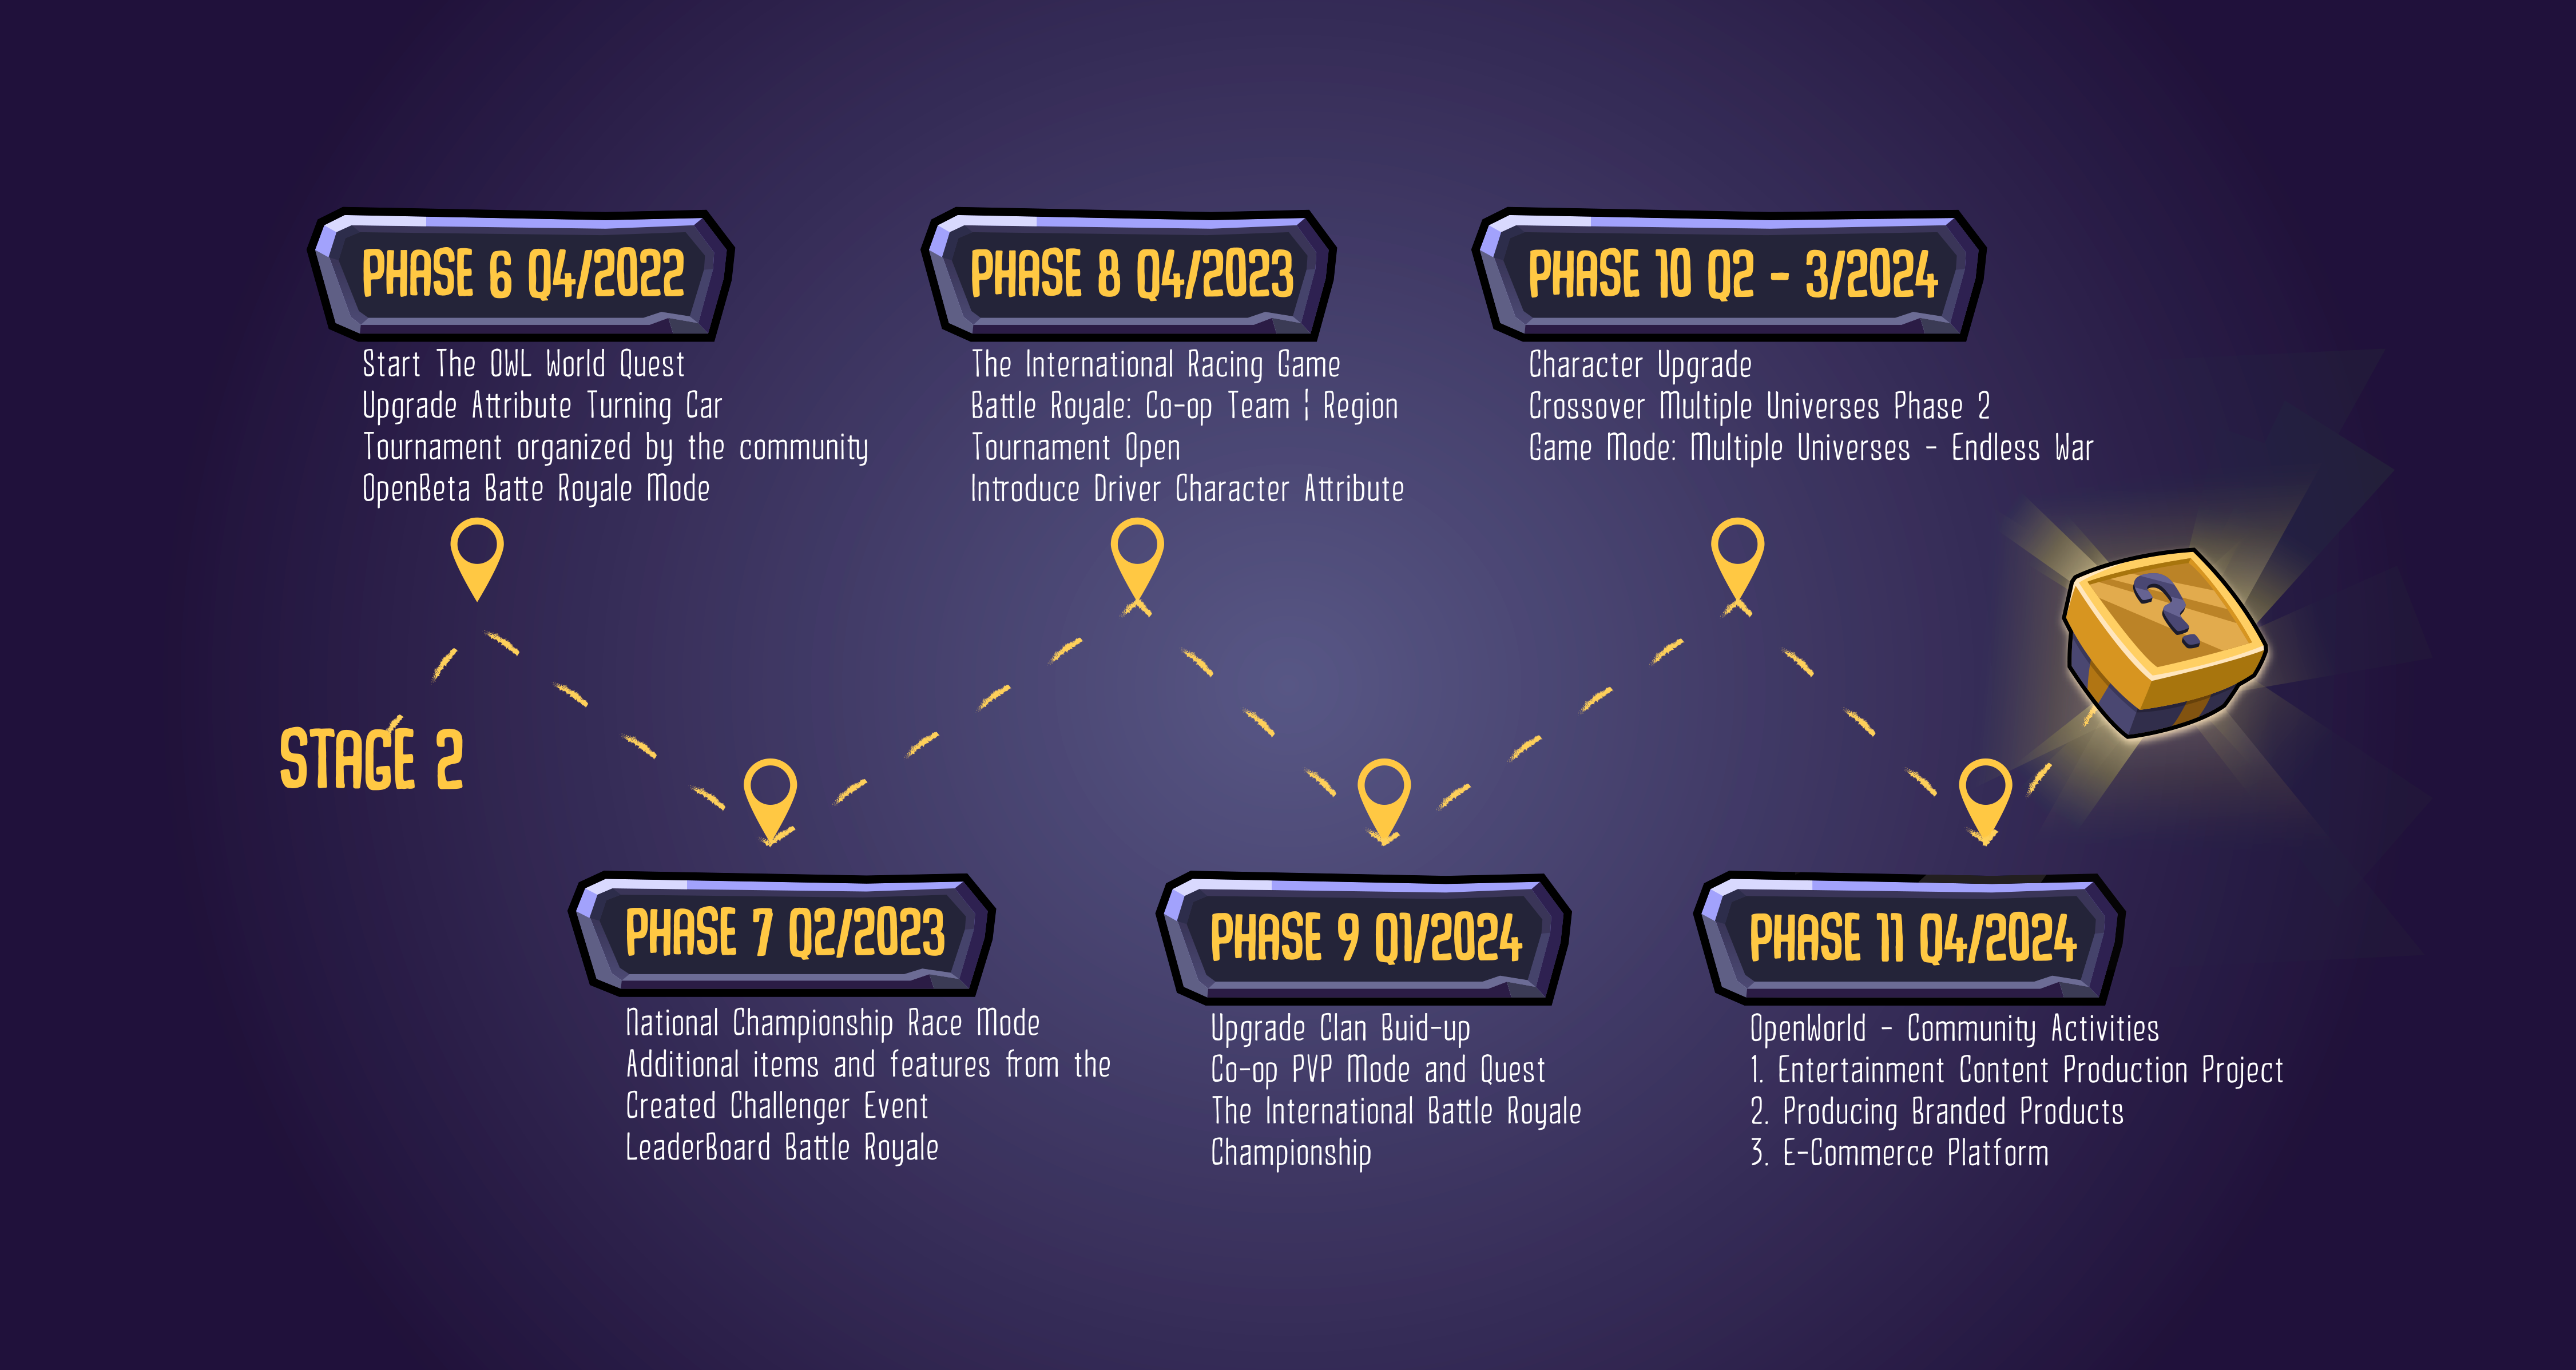 PHASE 6 Q4/2022
Start The OWL World Quest
Upgrade Attribute Turning Car
Tournament organized by the community
OpenBeta Batte Royale Mode
PHASE 8 Q4/2023
The International Racing Game
Battle Royale: Co-op Team ¦ Region
Tournament Open
Introduce Driver Character Attribute
PHASE 10 Q2 - 3/2024
Character Upgrade
Crossover Multiple Universes Phase 2
Game Mode: Multiple Universes - Endless War
?
STAGE 2
PHASE 7 Q2/2023
National Championship Race Mode
Additional items and features from the
Created Challenger Event
LeaderBoard Battle Royale
PHASE 9 Q1/2024
Upgrade Clan Buid-up
Co-op PVP Mode and Quest
The International Battle Royale
Championship
PHASE 11 Q4/2024
OpenWorld - Community Activities
1. Entertainment Content Production Project
2. Producing Branded Products
3. E-Commerce Platform